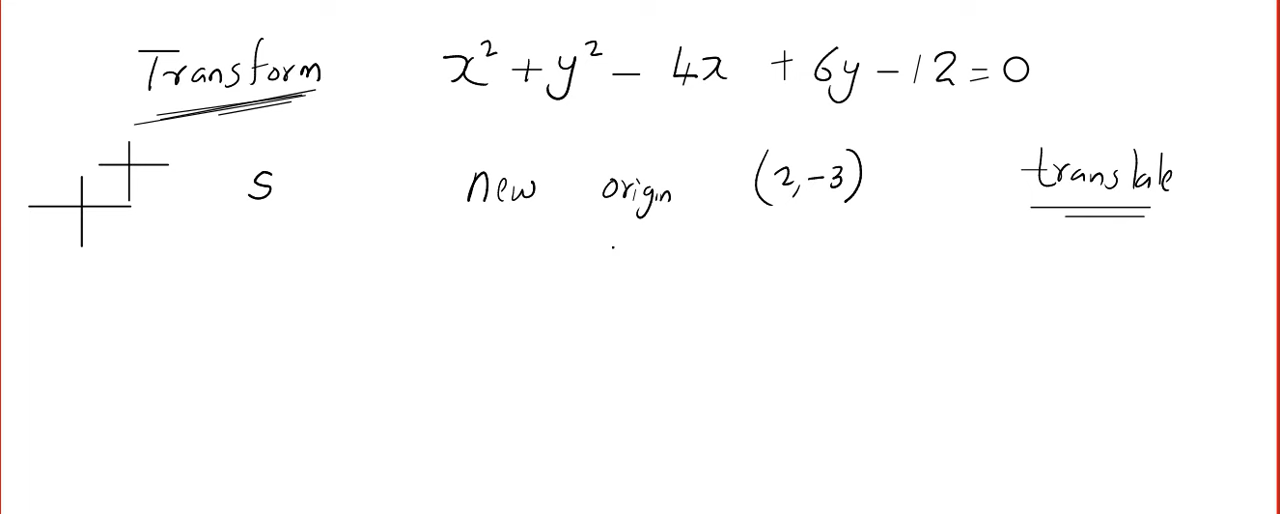 Transform x² + y² − 4x + 6y − 12 = 0
S new origin (2, −3) translate